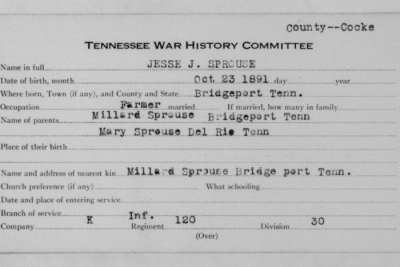 County--Cocke
TENNESSEE WAR HISTORY COMMITTEE
Name in full JESSE J. SPROUSE
Date of birth, month Oct 23 1891 day year
Where born, Town (if any), and County and State Bridgeport Tenn.
Occupation Farmer married If married, how many in family
Name of parents Millard Sprouse Bridgeport Tenn
Mary Sprouse Del Rio Tenn
Place of their birth
Name and address of nearest kin Millard Sprouse Bridge port Tenn.
Church preference (if any) What schooling
Date and place of entering service
Branch of service Inf.
Company K Regiment 120 Division 30
(Over)